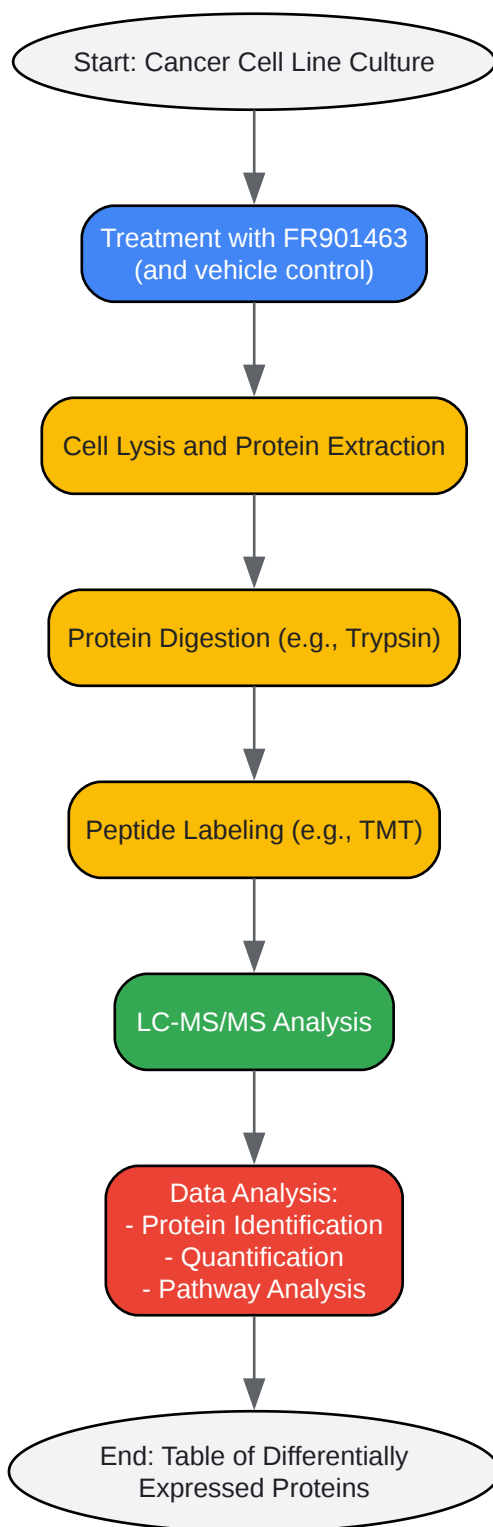 Start: Cancer Cell Line Culture
Treatment with FR901463
(and vehicle control)
Cell Lysis and Protein Extraction
Protein Digestion (e.g., Trypsin)
Peptide Labeling (e.g., TMT)
LC-MS/MS Analysis
Data Analysis:
- Protein Identification
- Quantification
- Pathway Analysis
End: Table of Differentially
Expressed Proteins